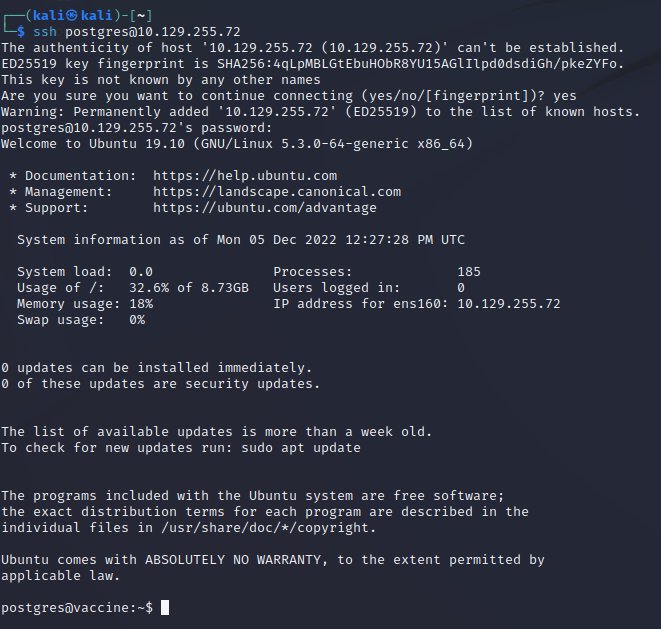 ┌──(kali㉿kali)-[~]
└─$ ssh postgres@10.129.255.72
The authenticity of host '10.129.255.72 (10.129.255.72)' can't be established.
ED25519 key fingerprint is SHA256:4qLpMBLGtEbuHObR8YU15AGlIlpd0dsdiGh/pkeZYFo.
This key is not known by any other names
Are you sure you want to continue connecting (yes/no/[fingerprint])? yes
Warning: Permanently added '10.129.255.72' (ED25519) to the list of known hosts.
postgres@10.129.255.72's password:
Welcome to Ubuntu 19.10 (GNU/Linux 5.3.0-64-generic x86_64)
* Documentation:  https://help.ubuntu.com
* Management:     https://landscape.canonical.com
* Support:        https://ubuntu.com/advantage
System information as of Mon 05 Dec 2022 12:27:28 PM UTC
System load:  0.0               Processes:             185
Usage of /:   32.6% of 8.73GB   Users logged in:       0
Memory usage: 18%               IP address for ens160: 10.129.255.72
Swap usage:   0%
0 updates can be installed immediately.
0 of these updates are security updates.
The list of available updates is more than a week old.
To check for new updates run: sudo apt update
The programs included with the Ubuntu system are free software;
the exact distribution terms for each program are described in the
individual files in /usr/share/doc/*/copyright.
Ubuntu comes with ABSOLUTELY NO WARRANTY, to the extent permitted by
applicable law.
postgres@vaccine:~$